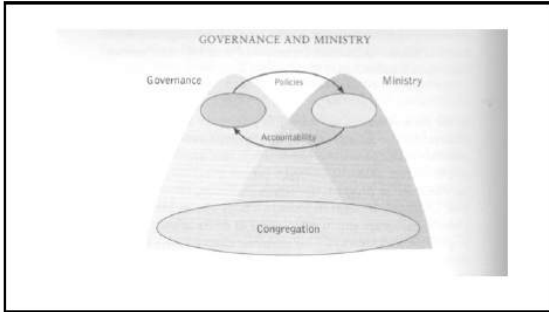 GOVERNANCE AND MINISTRY
Governance
Policies
Ministry
Accountability
Congregation